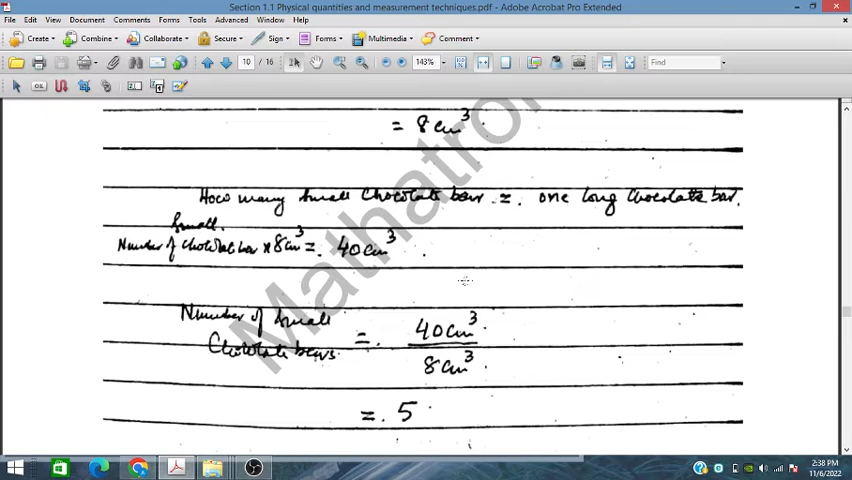 Section 1.1 Physical quantities and measurement techniques.pdf - Adobe Acrobat Pro Extended
File Edit View Document Comments Forms Tools Advanced Window Help
Create Combine Collaborate Secure Sign Forms Multimedia Comment
10 / 16 143% Find
= 8cm³
How many small chocolate bars = one long chocolate bar.
Small.
Number of chocolate bar × 8cm³ = 40cm³
Number of small
Chocolate bars = 40cm³
8cm³
= 5
Mathatro
2:38 PM
11/6/2022